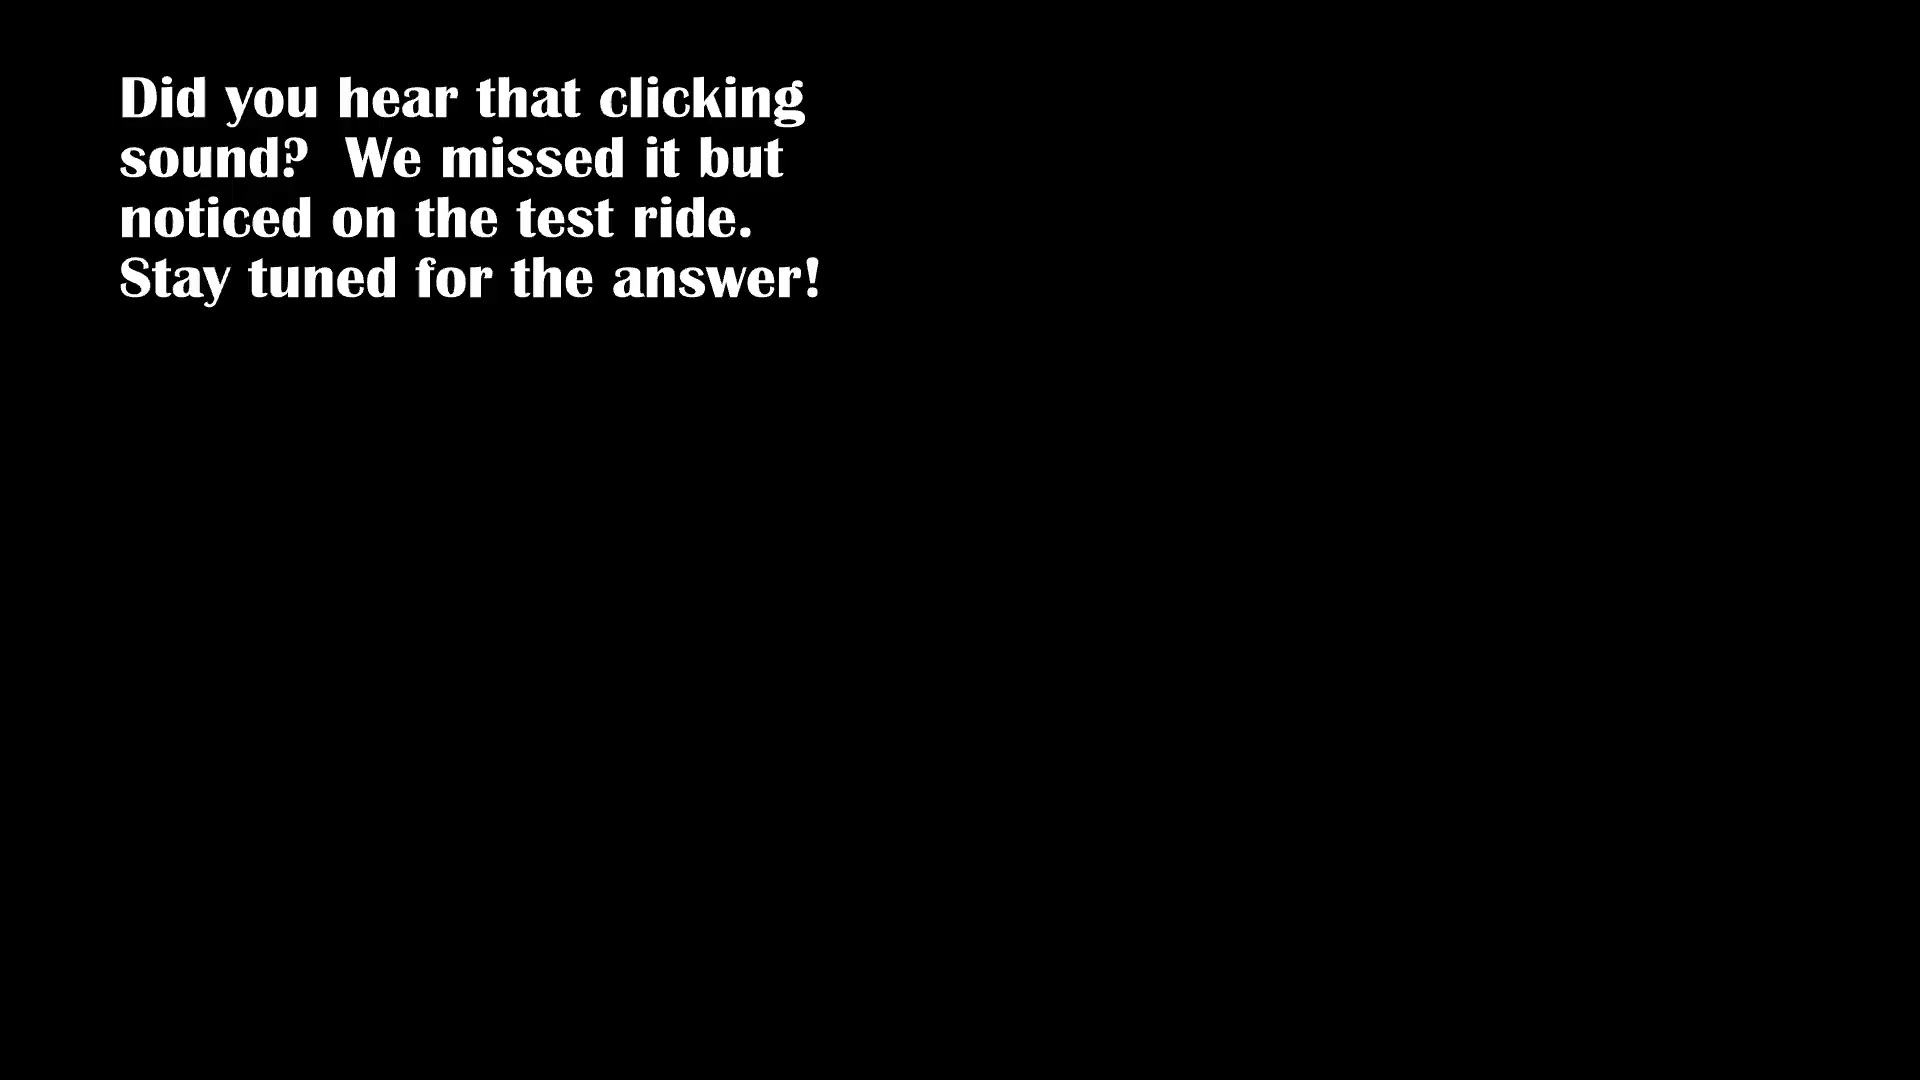 Did you hear that clicking
sound?  We missed it but
noticed on the test ride.
Stay tuned for the answer!